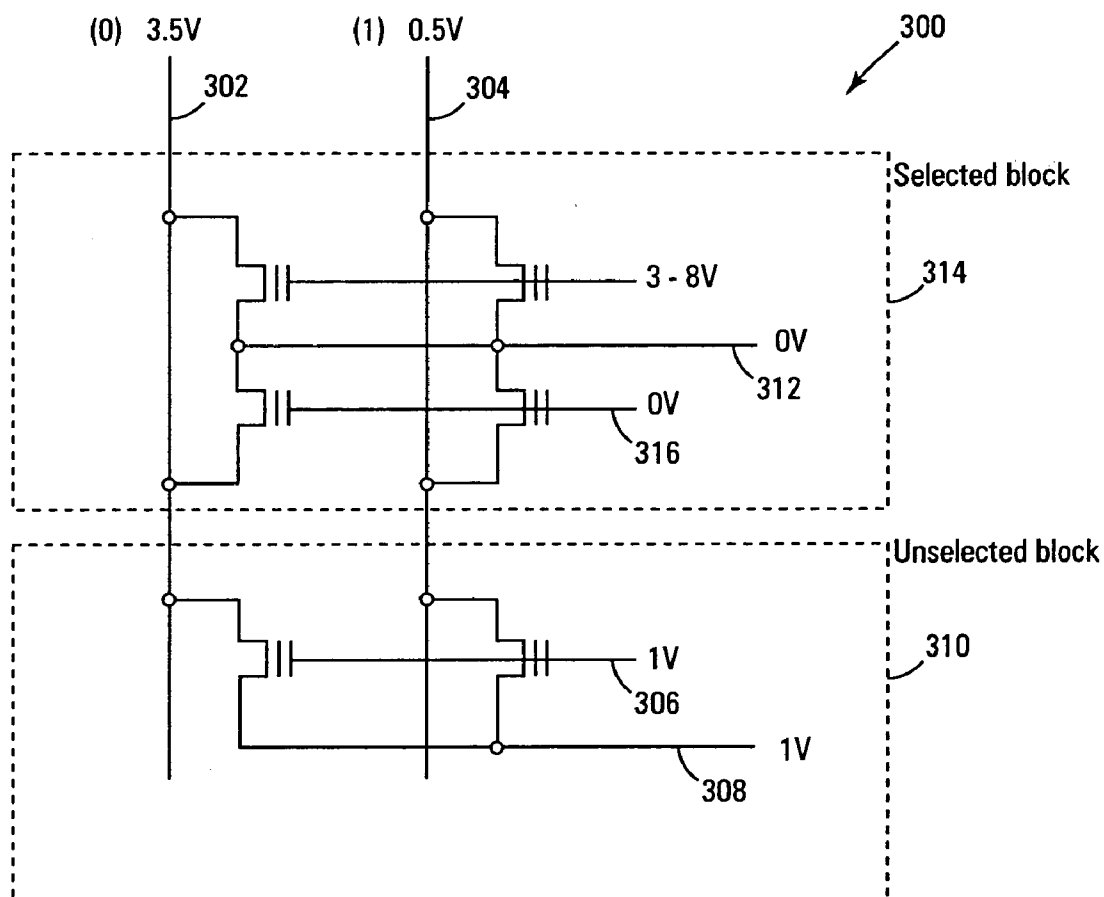 (0) 3.5V
(1) 0.5V
300
302
304
Selected block
3 - 8V
314
0V
312
0V
316
Unselected block
310
1V
306
1V
308